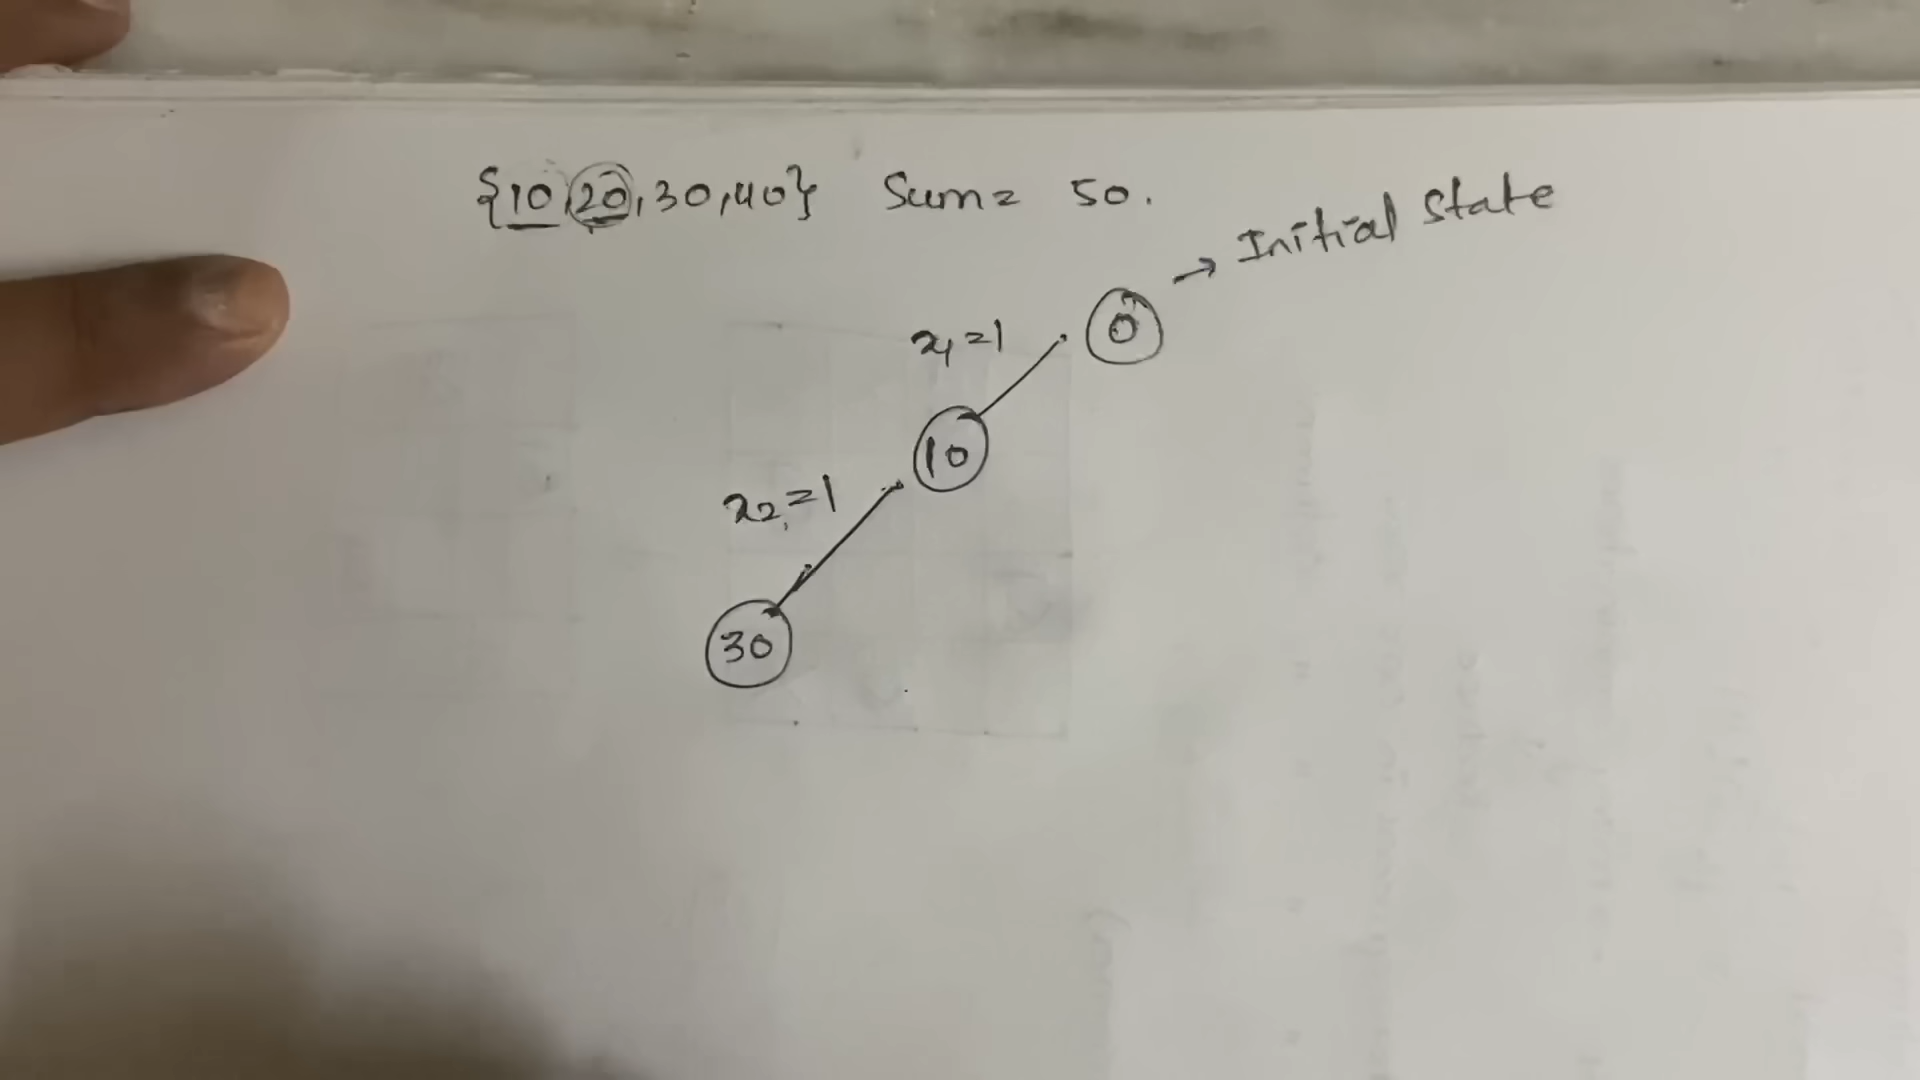 {10,20,30,40} Sum= 50.
→ Initial State
x1=1
0
10
x2=1
30